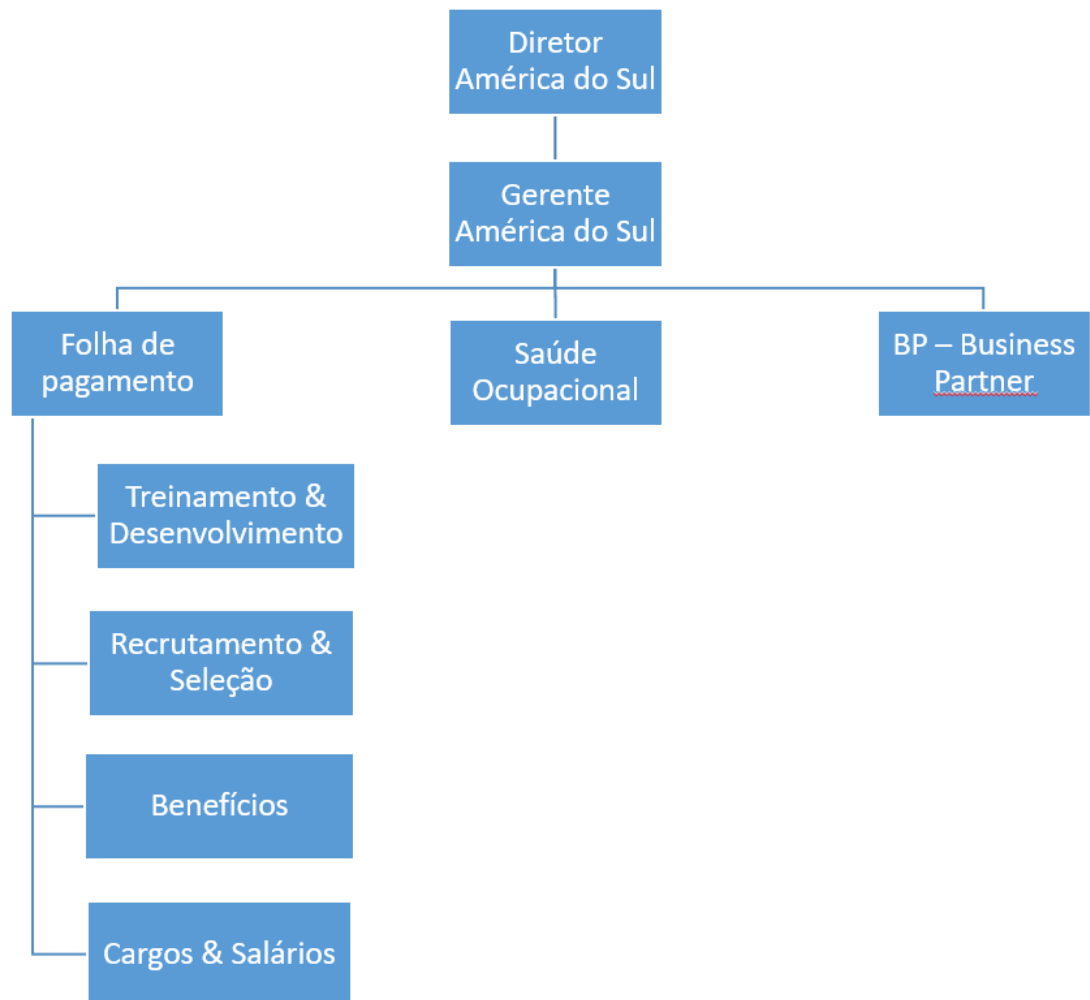 Diretor
América do Sul
Gerente
América do Sul
Folha de
pagamento
Saúde
Ocupacional
BP – Business
Partner
Treinamento &
Desenvolvimento
Recrutamento &
Seleção
Benefícios
Cargos & Salários